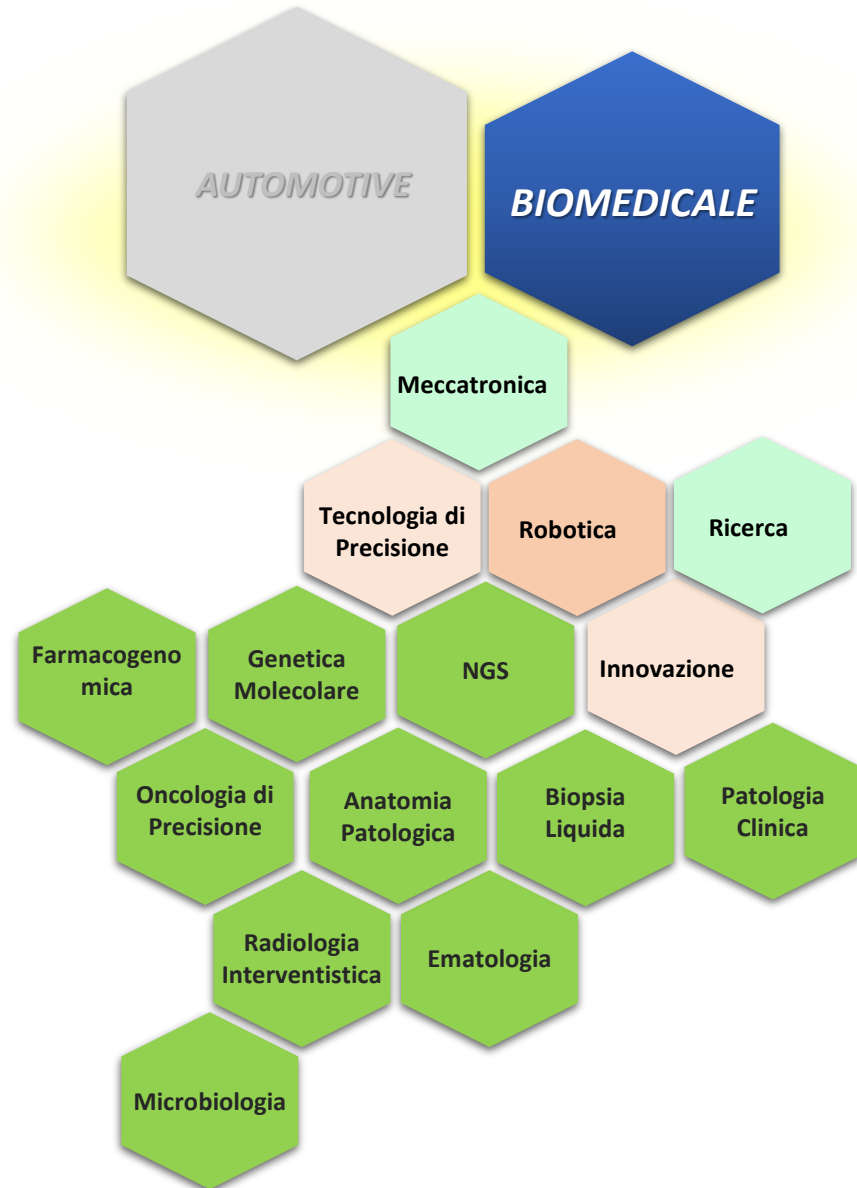 AUTOMOTIVE
BIOMEDICALE
Meccatronica
Tecnologia di
Precisione
Robotica
Ricerca
Farmacogeno
mica
Genetica
Molecolare
NGS
Innovazione
Oncologia di
Precisione
Anatomia
Patologica
Biopsia
Liquida
Patologia
Clinica
Radiologia
Interventistica
Ematologia
Microbiologia